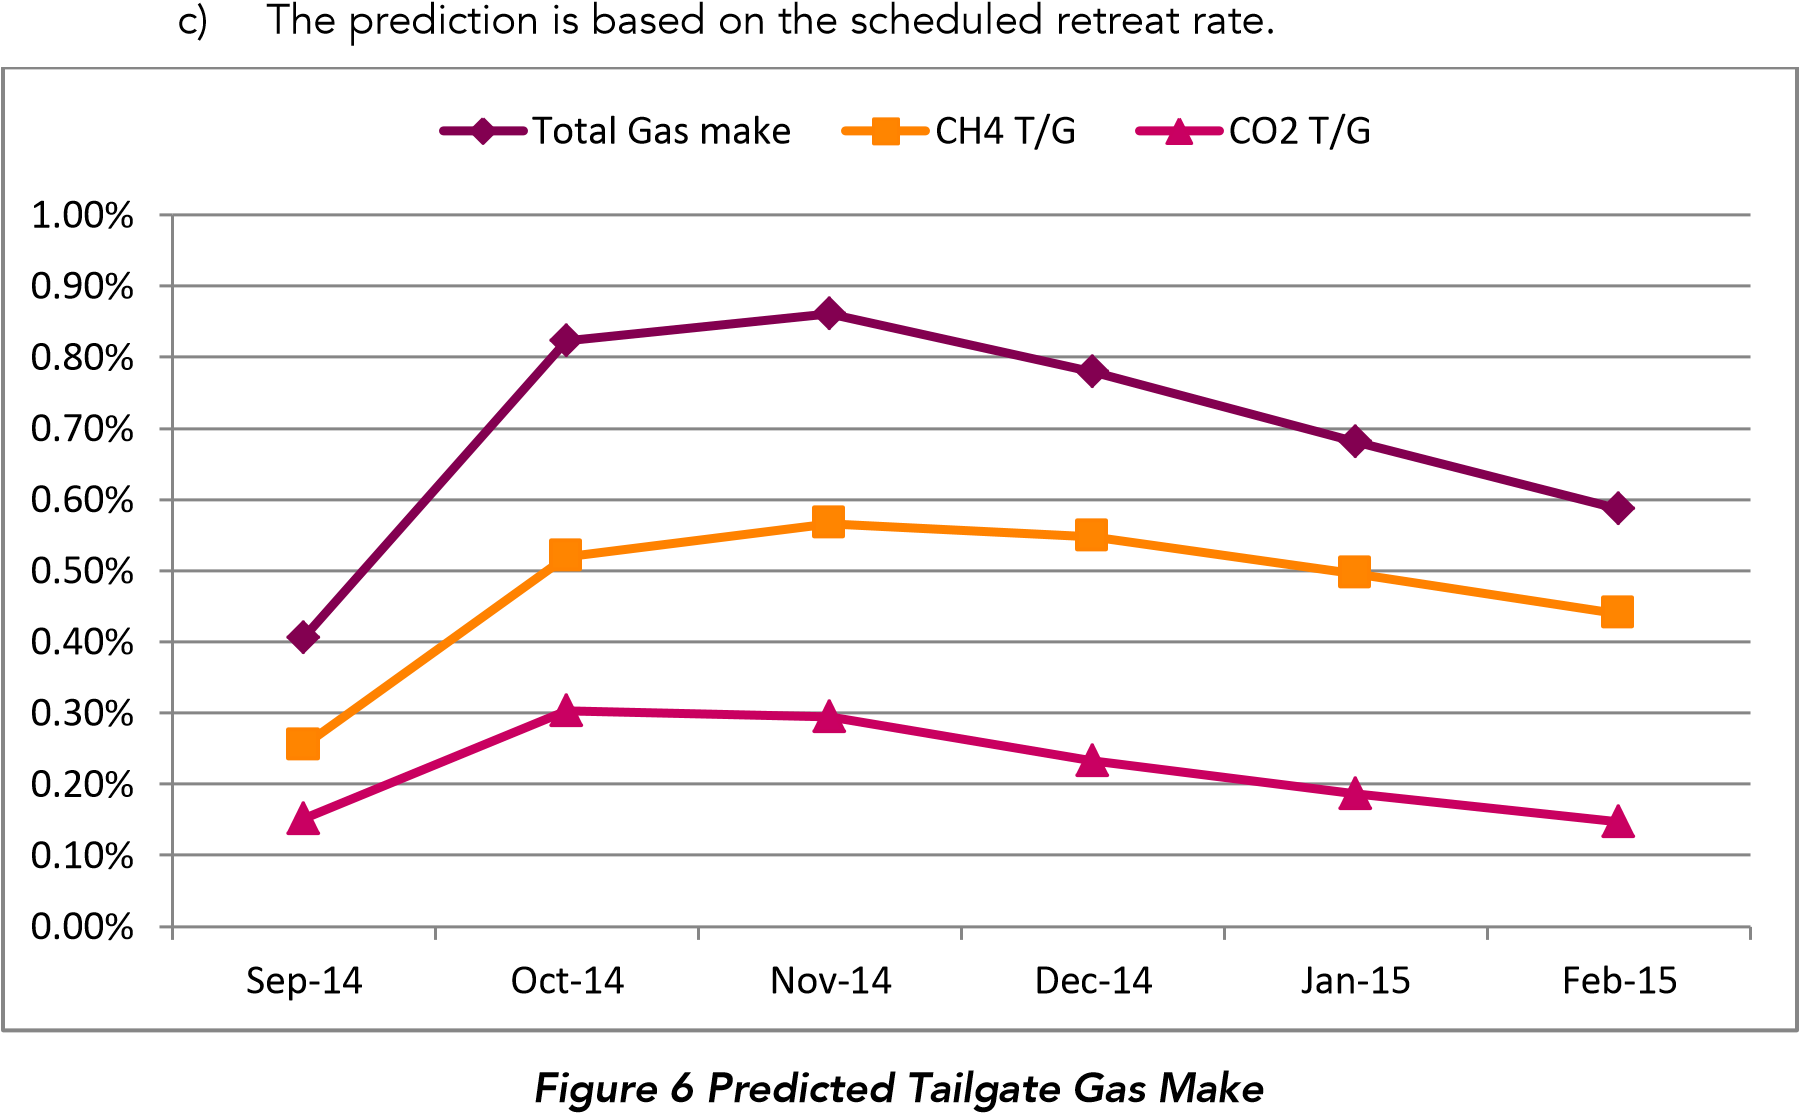 c) The prediction is based on the scheduled retreat rate.
Total Gas make CH4 T/G CO2 T/G
1.00%
0.90%
0.80%
0.70%
0.60%
0.50%
0.40%
0.30%
0.20%
0.10%
0.00%
Sep-14 Oct-14 Nov-14 Dec-14 Jan-15 Feb-15
Figure 6 Predicted Tailgate Gas Make